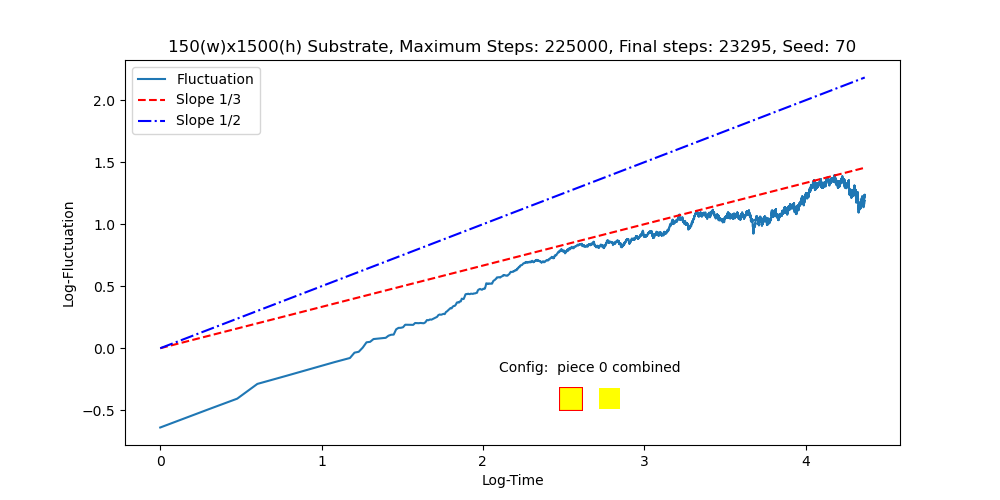 150(w)x1500(h) Substrate, Maximum Steps: 225000, Final steps: 23295, Seed: 70
Fluctuation
Slope 1/3
Slope 1/2
2.0
1.5
1.0
0.5
0.0
−0.5
Log-Fluctuation
Config:  piece 0 combined
0 1 2 3 4
Log-Time